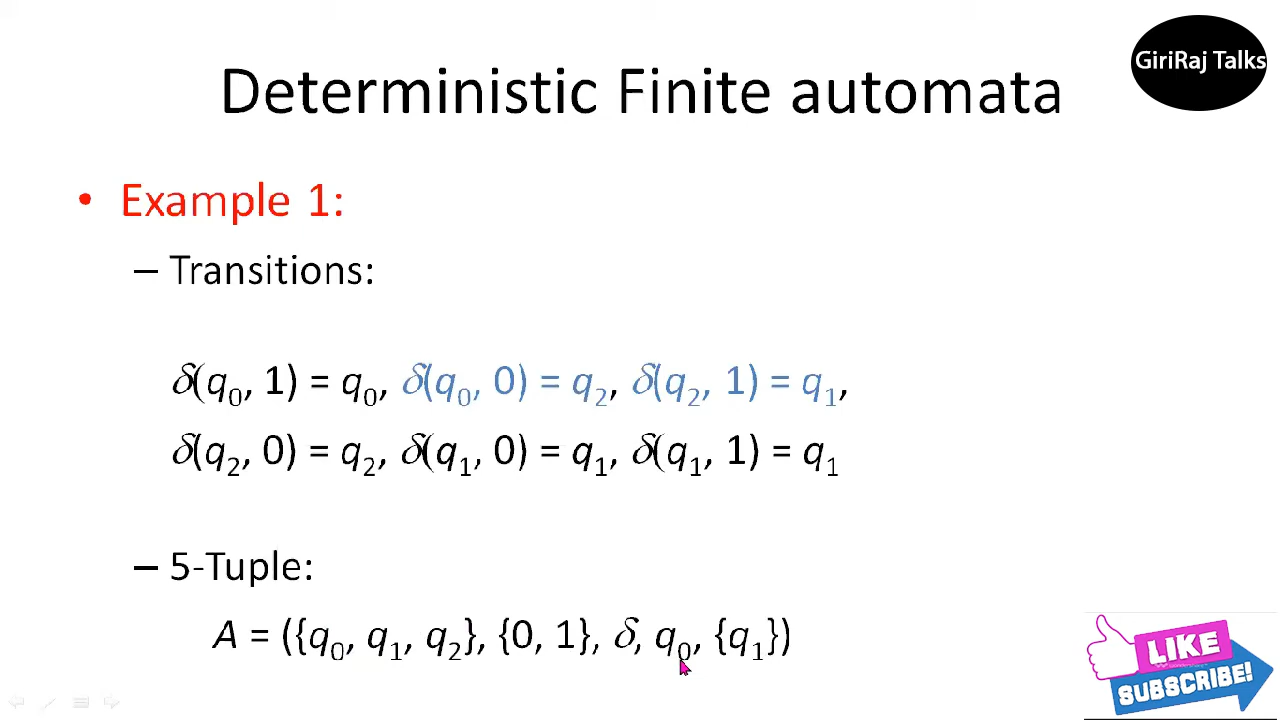 GiriRaj Talks
Deterministic Finite automata
• Example 1:
– Transitions:
δ(q₀, 1) = q₀, δ(q₀, 0) = q₂, δ(q₂, 1) = q₁,
δ(q₂, 0) = q₂, δ(q₁, 0) = q₁, δ(q₁, 1) = q₁
– 5-Tuple:
A = ({q₀, q₁, q₂}, {0, 1}, δ, q₀, {q₁})
LIKE
SUBSCRIBE!